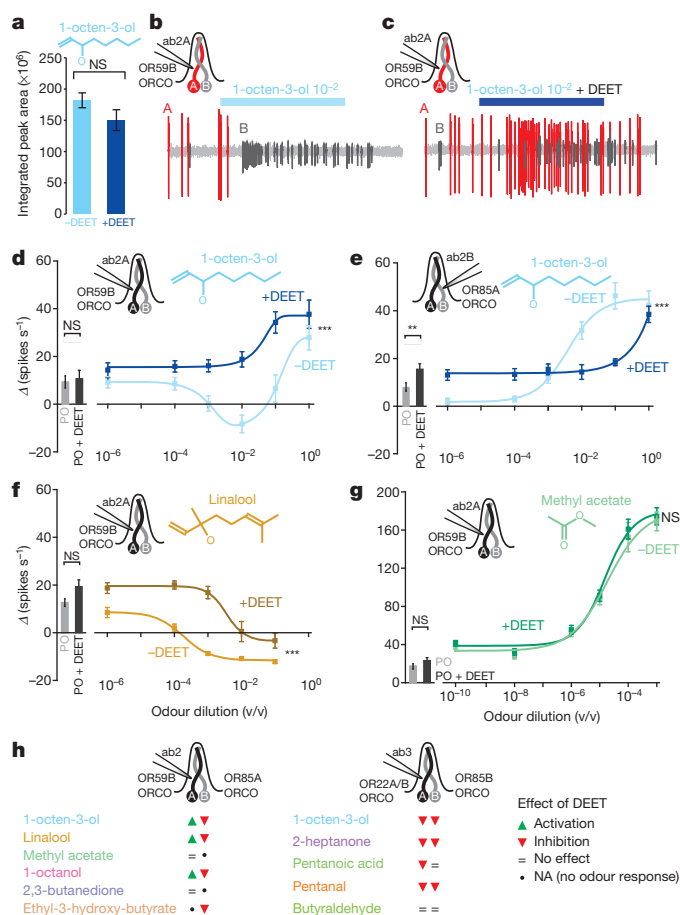 a
1-octen-3-ol
O
NS
Integrated peak area (×10⁶)
250
200
150
100
50
0
–DEET
+DEET
b
ab2A
OR59B
ORCO
A
B
1-octen-3-ol 10⁻²
A
B
c
ab2A
OR59B
ORCO
A
B
1-octen-3-ol 10⁻² + DEET
A
B
d
ab2A
OR59B
ORCO
A
B
1-octen-3-ol
O
Δ (spikes s⁻¹)
60
40
20
0
–20
NS
PO
PO + DEET
+DEET
–DEET
***
10⁻⁶
10⁻⁴
10⁻²
10⁰
e
ab2B
OR85A
ORCO
A
B
1-octen-3-ol
O
60
40
20
0
–20
**
PO
PO + DEET
–DEET
+DEET
***
10⁻⁶
10⁻⁴
10⁻²
10⁰
f
ab2A
OR59B
ORCO
A
B
Linalool
O
Δ (spikes s⁻¹)
60
40
20
0
–20
NS
PO
PO + DEET
+DEET
–DEET
***
10⁻⁶
10⁻⁴
10⁻²
10⁰
Odour dilution (v/v)
g
ab2A
OR59B
ORCO
A
B
Methyl acetate
O
O
200
160
120
80
40
0
NS
PO
PO + DEET
+DEET
–DEET
NS
10⁻¹⁰
10⁻⁸
10⁻⁶
10⁻⁴
Odour dilution (v/v)
h
ab2
OR59B
ORCO
A
B
OR85A
ORCO
1-octen-3-ol ▲ ▼
Linalool ▲ ▼
Methyl acetate = •
1-octanol ▲ ▼
2,3-butanedione = •
Ethyl-3-hydroxy-butyrate • ▼
ab3
OR22A/B
ORCO
A
B
OR85B
ORCO
1-octen-3-ol ▼ ▼
2-heptanone ▼ ▼
Pentanoic acid ▼ =
Pentanal ▼ ▼
Butyraldehyde = =
Effect of DEET
▲ Activation
▼ Inhibition
= No effect
• NA (no odour response)